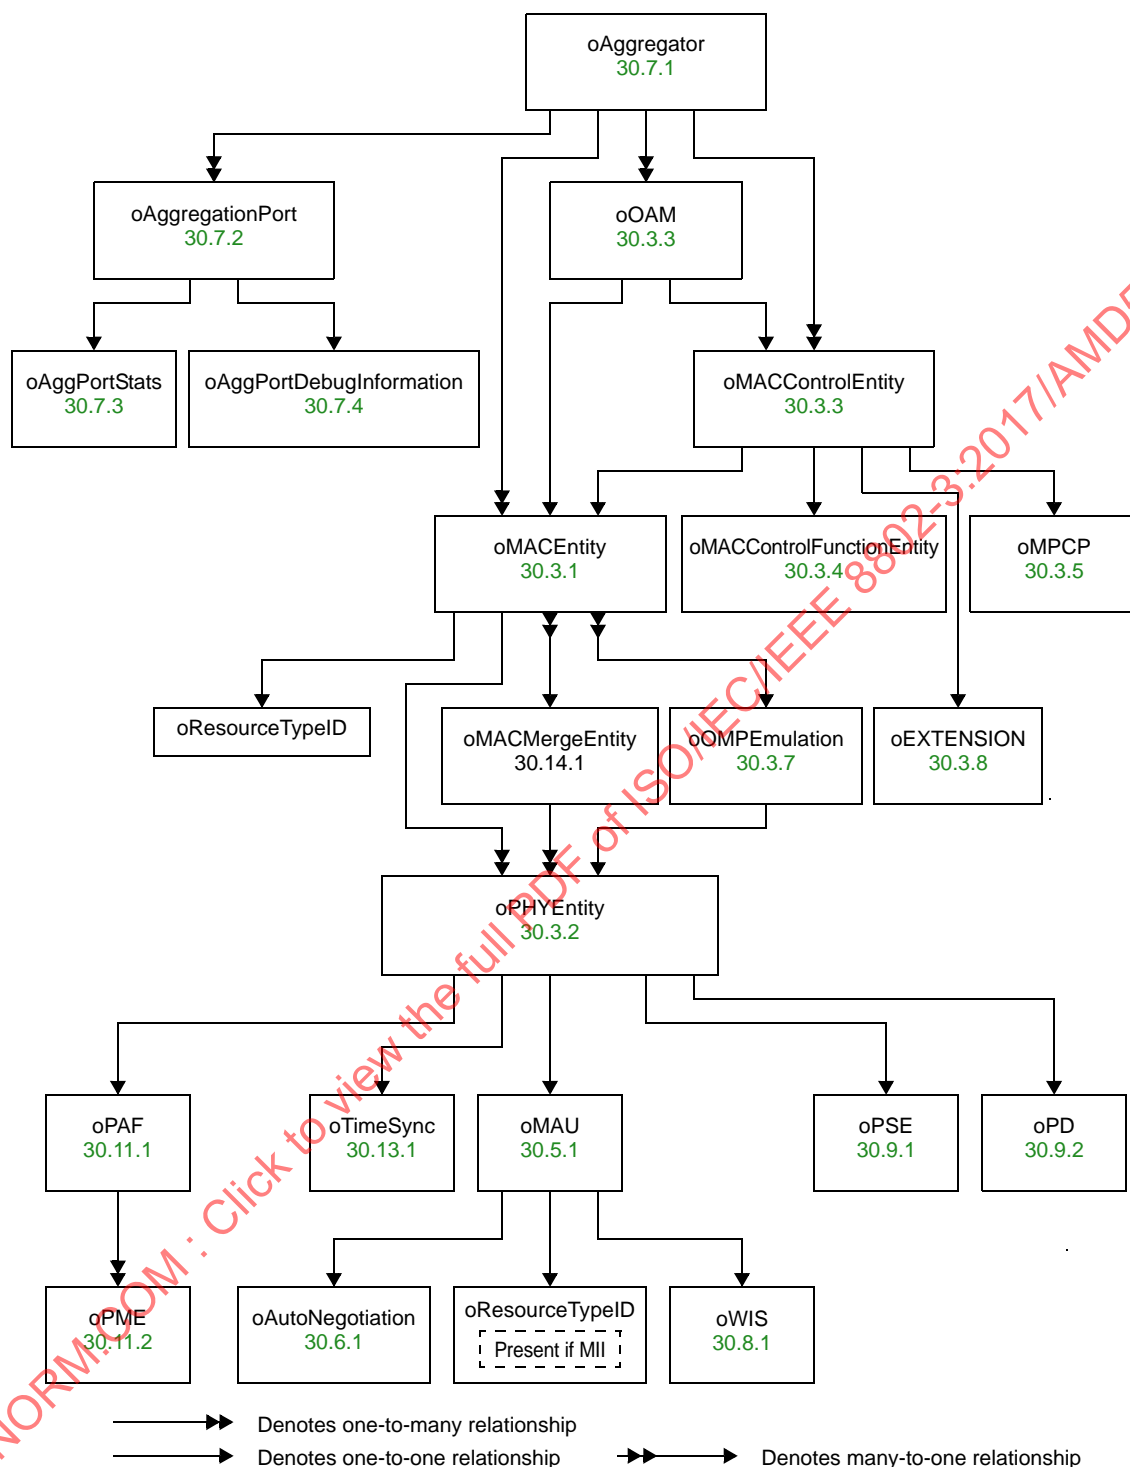 oAggregator
30.7.1
oAggregationPort
30.7.2
oOAM
30.3.3
oAggPortStats
30.7.3
oAggPortDebugInformation
30.7.4
oMACControlEntity
30.3.3
oMACEntity
30.3.1
oMACControlFunctionEntity
30.3.4
oMPCP
30.3.5
oResourceTypeID
oMACMergeEntity
30.14.1
oOMPEmulation
30.3.7
oEXTENSION
30.3.8
oPHYEntity
30.3.2
oPAF
30.11.1
oTimeSync
30.13.1
oMAU
30.5.1
oPSE
30.9.1
oPD
30.9.2
oPME
30.11.2
oAutoNegotiation
30.6.1
oResourceTypeID
Present if MII
oWIS
30.8.1
Denotes one-to-many relationship
Denotes one-to-one relationship
Denotes many-to-one relationship
NORM.COM : Click to view the full PDF of ISO/IEC/IEEE 8802-3:2017/AMD5